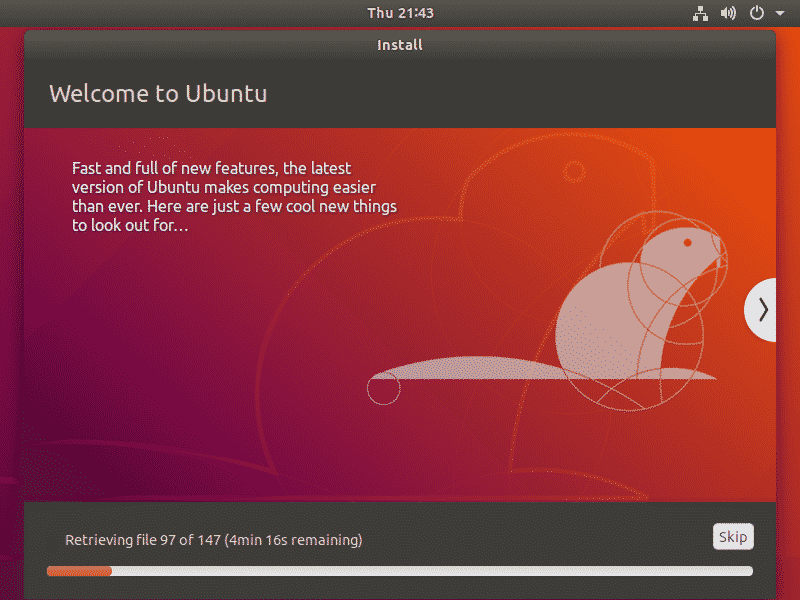 Thu 21:43
Install
Welcome to Ubuntu
Fast and full of new features, the latest
version of Ubuntu makes computing easier
than ever. Here are just a few cool new things
to look out for…
Retrieving file 97 of 147 (4min 16s remaining)
Skip